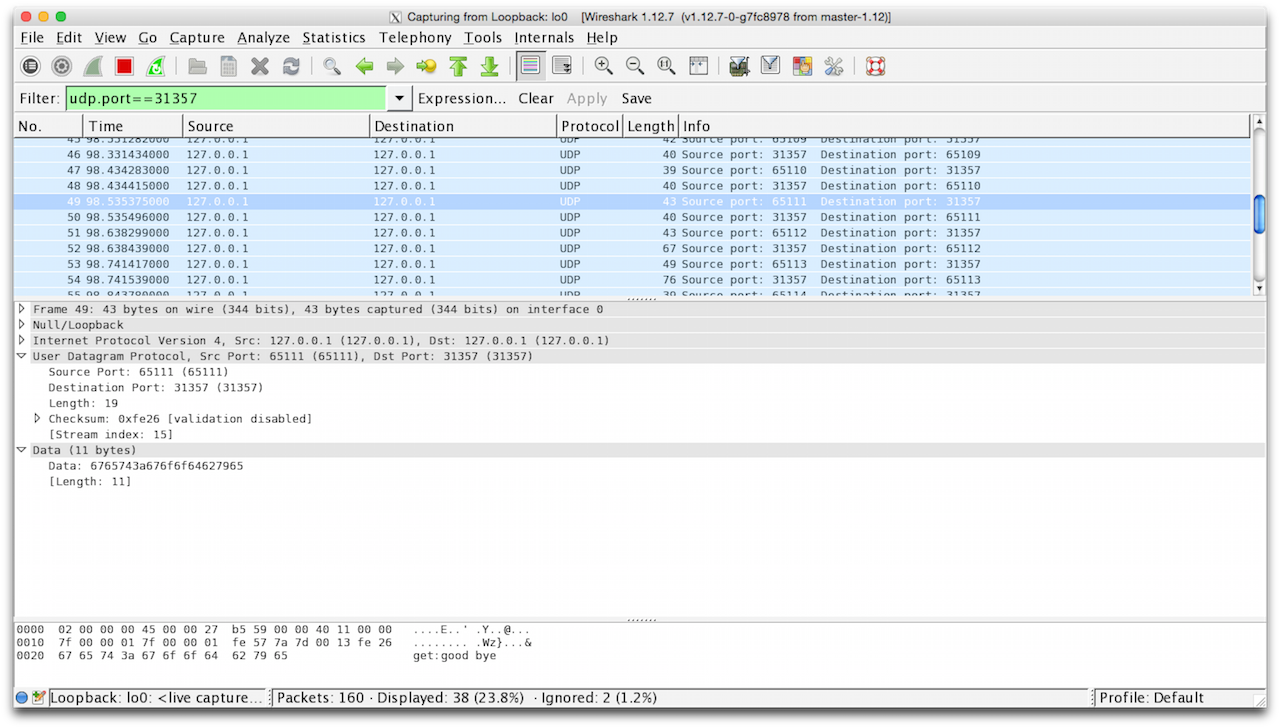 Capturing from Loopback: lo0   [Wireshark 1.12.7  (v1.12.7-0-g7fc8978 from master-1.12)]
File Edit View Go Capture Analyze Statistics Telephony Tools Internals Help
Filter: udp.port==31357 Expression... Clear Apply Save
No. Time Source Destination Protocol Length Info
45 98.331282000 127.0.0.1 127.0.0.1 UDP 42 Source port: 65109  Destination port: 31357
46 98.331434000 127.0.0.1 127.0.0.1 UDP 40 Source port: 31357  Destination port: 65109
47 98.434283000 127.0.0.1 127.0.0.1 UDP 39 Source port: 65110  Destination port: 31357
48 98.434415000 127.0.0.1 127.0.0.1 UDP 40 Source port: 31357  Destination port: 65110
49 98.535375000 127.0.0.1 127.0.0.1 UDP 43 Source port: 65111  Destination port: 31357
50 98.535496000 127.0.0.1 127.0.0.1 UDP 40 Source port: 31357  Destination port: 65111
51 98.638299000 127.0.0.1 127.0.0.1 UDP 43 Source port: 65112  Destination port: 31357
52 98.638439000 127.0.0.1 127.0.0.1 UDP 67 Source port: 31357  Destination port: 65112
53 98.741417000 127.0.0.1 127.0.0.1 UDP 49 Source port: 65113  Destination port: 31357
54 98.741539000 127.0.0.1 127.0.0.1 UDP 76 Source port: 31357  Destination port: 65113
55 98.843780000 127.0.0.1 127.0.0.1 UDP 39 Source port: 65114  Destination port: 31357
Frame 49: 43 bytes on wire (344 bits), 43 bytes captured (344 bits) on interface 0
Null/Loopback
Internet Protocol Version 4, Src: 127.0.0.1 (127.0.0.1), Dst: 127.0.0.1 (127.0.0.1)
User Datagram Protocol, Src Port: 65111 (65111), Dst Port: 31357 (31357)
Source Port: 65111 (65111)
Destination Port: 31357 (31357)
Length: 19
Checksum: 0xfe26 [validation disabled]
[Stream index: 15]
Data (11 bytes)
Data: 6765743a676f6f64627965
[Length: 11]
0000  02 00 00 00 45 00 00 27  b5 59 00 00 40 11 00 00   ....E..' .Y..@...
0010  7f 00 00 01 7f 00 00 01  fe 57 7a 7d 00 13 fe 26   ........ .Wz}...&
0020  67 65 74 3a 67 6f 6f 64  62 79 65   get:good bye
Loopback: lo0: <live capture... Packets: 160 · Displayed: 38 (23.8%)  · Ignored: 2 (1.2%) Profile: Default